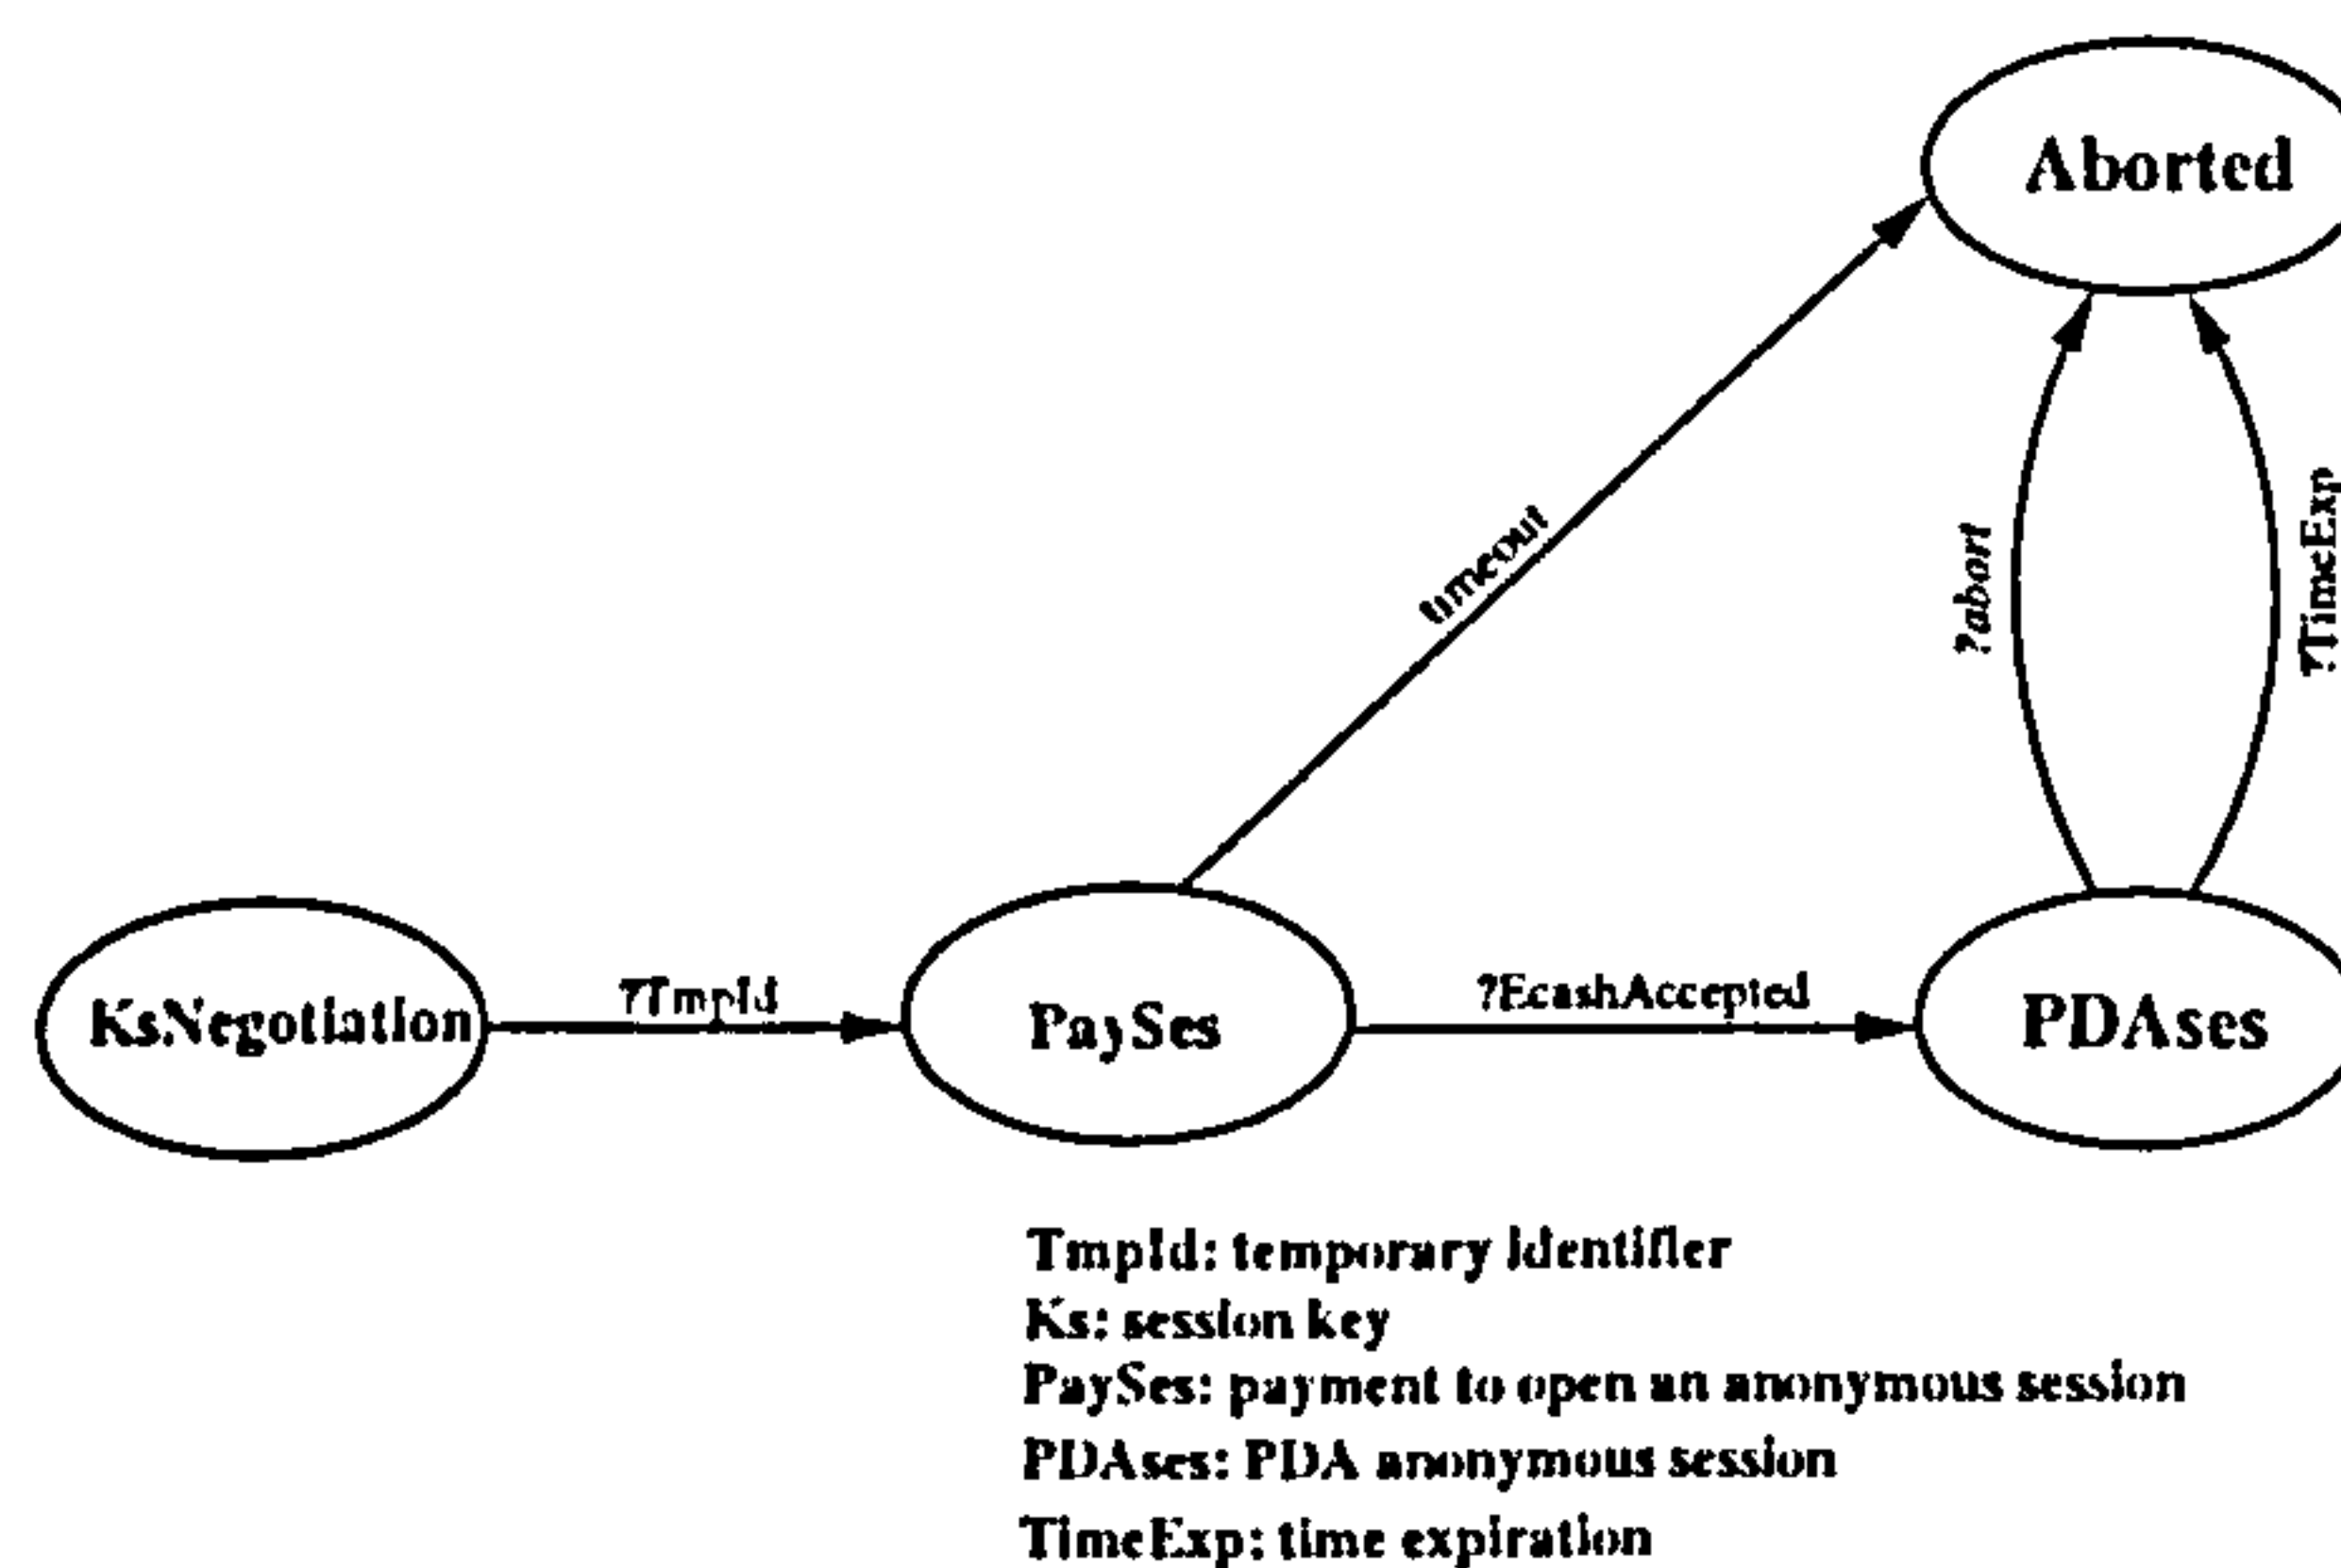 Aborted
timeout
?abort
?TimeExp
KsNegotiation
?TmpId
PaySes
?EcashAccepted
PDAses
TmpId: temporary identifier
Ks: session key
PaySes: payment to open an anonymous session
PDAses: PDA anonymous session
TimeExp: time expiration